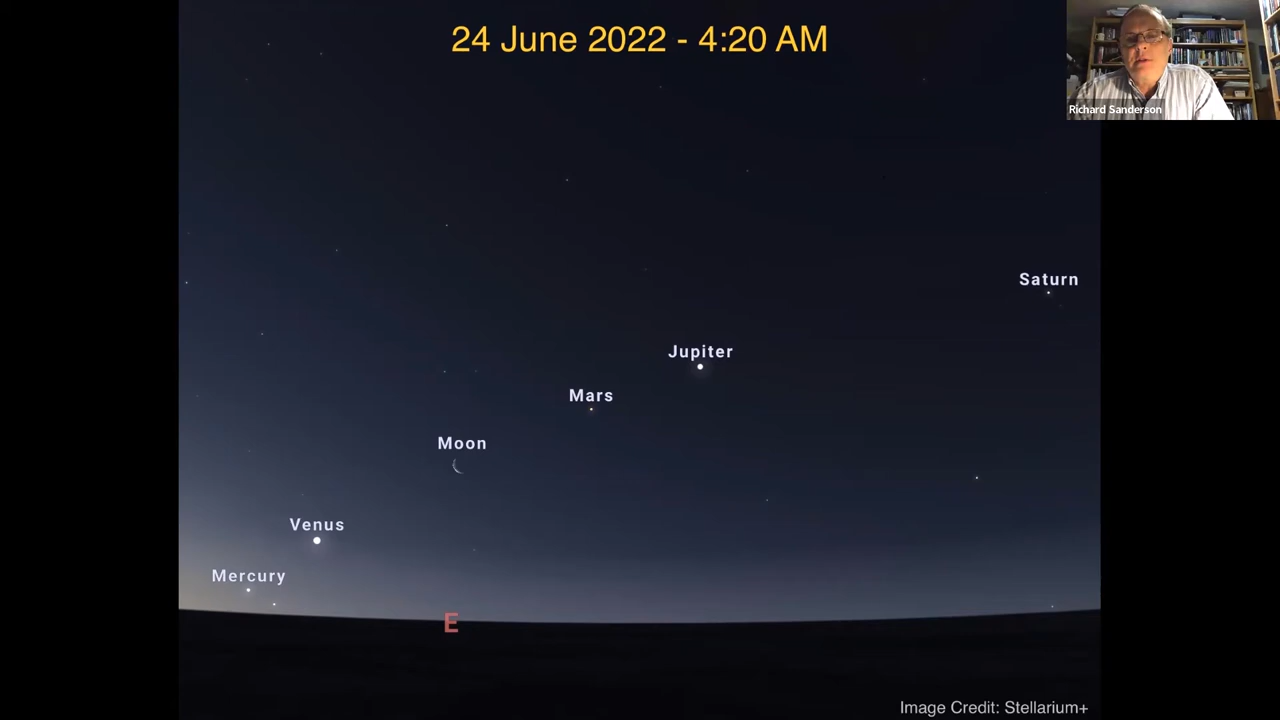 24 June 2022 - 4:20 AM
Richard Sanderson
Saturn
Jupiter
Mars
Moon
Venus
Mercury
E
Image Credit: Stellarium+